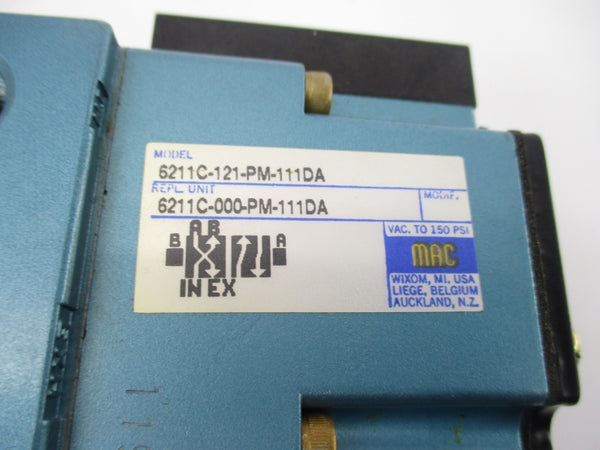 MODEL
6211C-121-PM-111DA
REPL. UNIT MODIF.
6211C-000-PM-111DA
VAC. TO 150 PSI
A B
B A
IN EX
MAC
WIXOM, MI. USA
LIEGE, BELGIUM
AUCKLAND, N.Z.